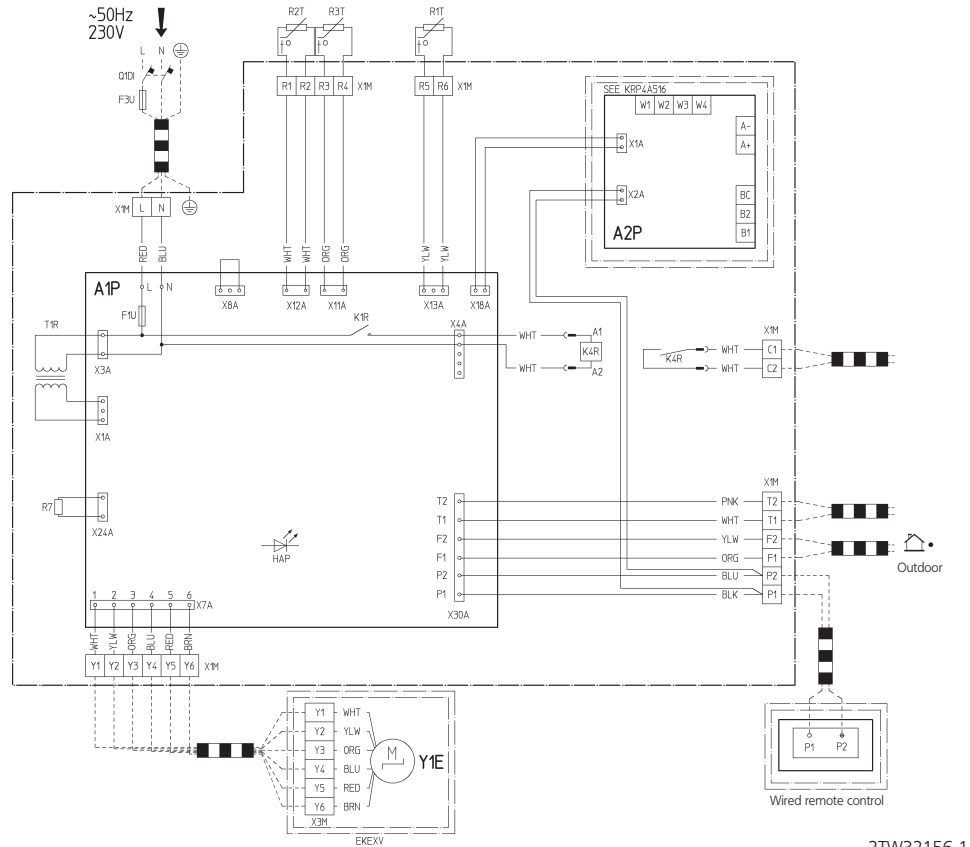 ~50Hz
230V
L N
Q1DI
F3U
R2T R3T R1T
R1 R2 R3 R4 X1M
R5 R6 X1M
SEE KRP4A516
W1 W2 W3 W4
A-
A+
X1A
X2A
BC
B2
B1
A2P
X1M L N
RED BLU WHT WHT ORG ORG YLW YLW
A1P
L N
X8A X12A X11A X13A X18A
F1U
T1R
K1R
X4A
X3A
WHT A1
K4R
WHT A2
X1M
K4R WHT C1
WHT C2
X1A
R7
X24A
HAP
X1M
T2 PNK T2
T1 WHT T1
F2 YLW F2
F1 ORG F1
P2 BLU P2
P1 BLK P1
X30A
Outdoor
1 2 3 4 5 6
X7A
WHT YLW ORG BLU RED BRN
Y1 Y2 Y3 Y4 Y5 Y6 X1M
Y1 WHT
Y2 YLW
Y3 ORG
Y4 BLU
Y5 RED
Y6 BRN
M
Y1E
X3M
EKEXV
P1 P2
Wired remote control